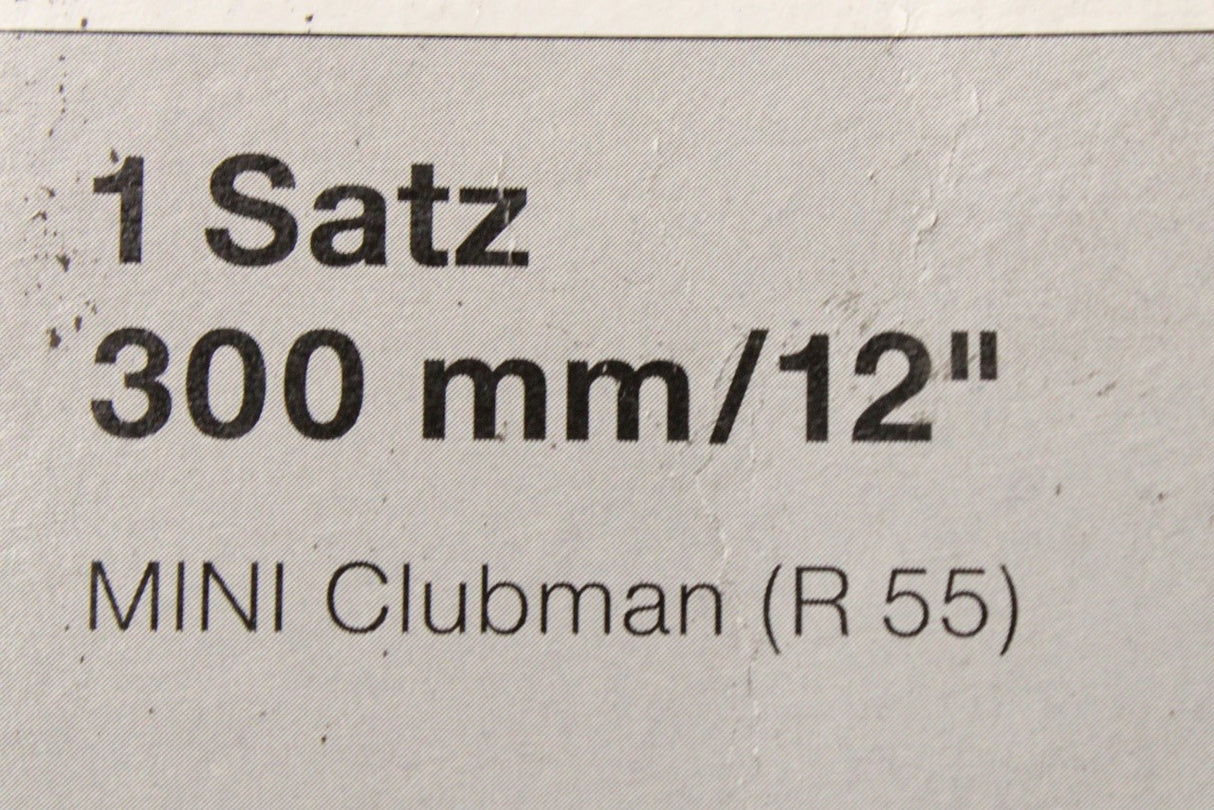 1 Satz
300 mm/12"
MINI Clubman (R 55)